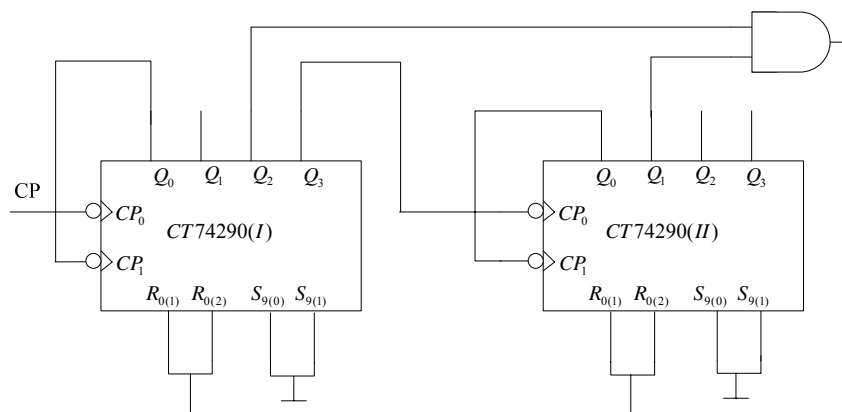 Q₀ Q₁ Q₂ Q₃
Q₀ Q₁ Q₂ Q₃
CP
CP₀
CT74290(I)
CP₁
R₀₍₁₎ R₀₍₂₎ S₉₍₀₎ S₉₍₁₎
CP₀
CT74290(II)
CP₁
R₀₍₁₎ R₀₍₂₎ S₉₍₀₎ S₉₍₁₎